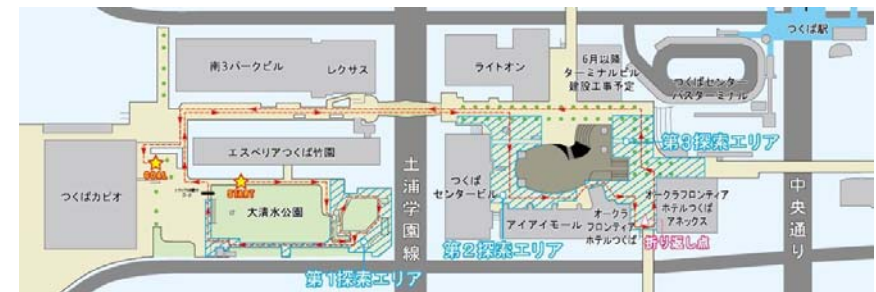 つくば駅
南3パークビル
レクサス
ライトオン
6月以降
ターミナルビル
建設工事予定
つくばセンター
バスターミナル
第3探索エリア
エスペリアつくば竹園
GOAL
START
つくばカピオ
大清水公園
土浦学園線
つくば
センタービル
アイアイモール
オークラ
フロンティア
ホテルつくば
オークラフロンティア
ホテルつくば
アネックス
中央通り
折り返し点
第2探索エリア
第1探索エリア